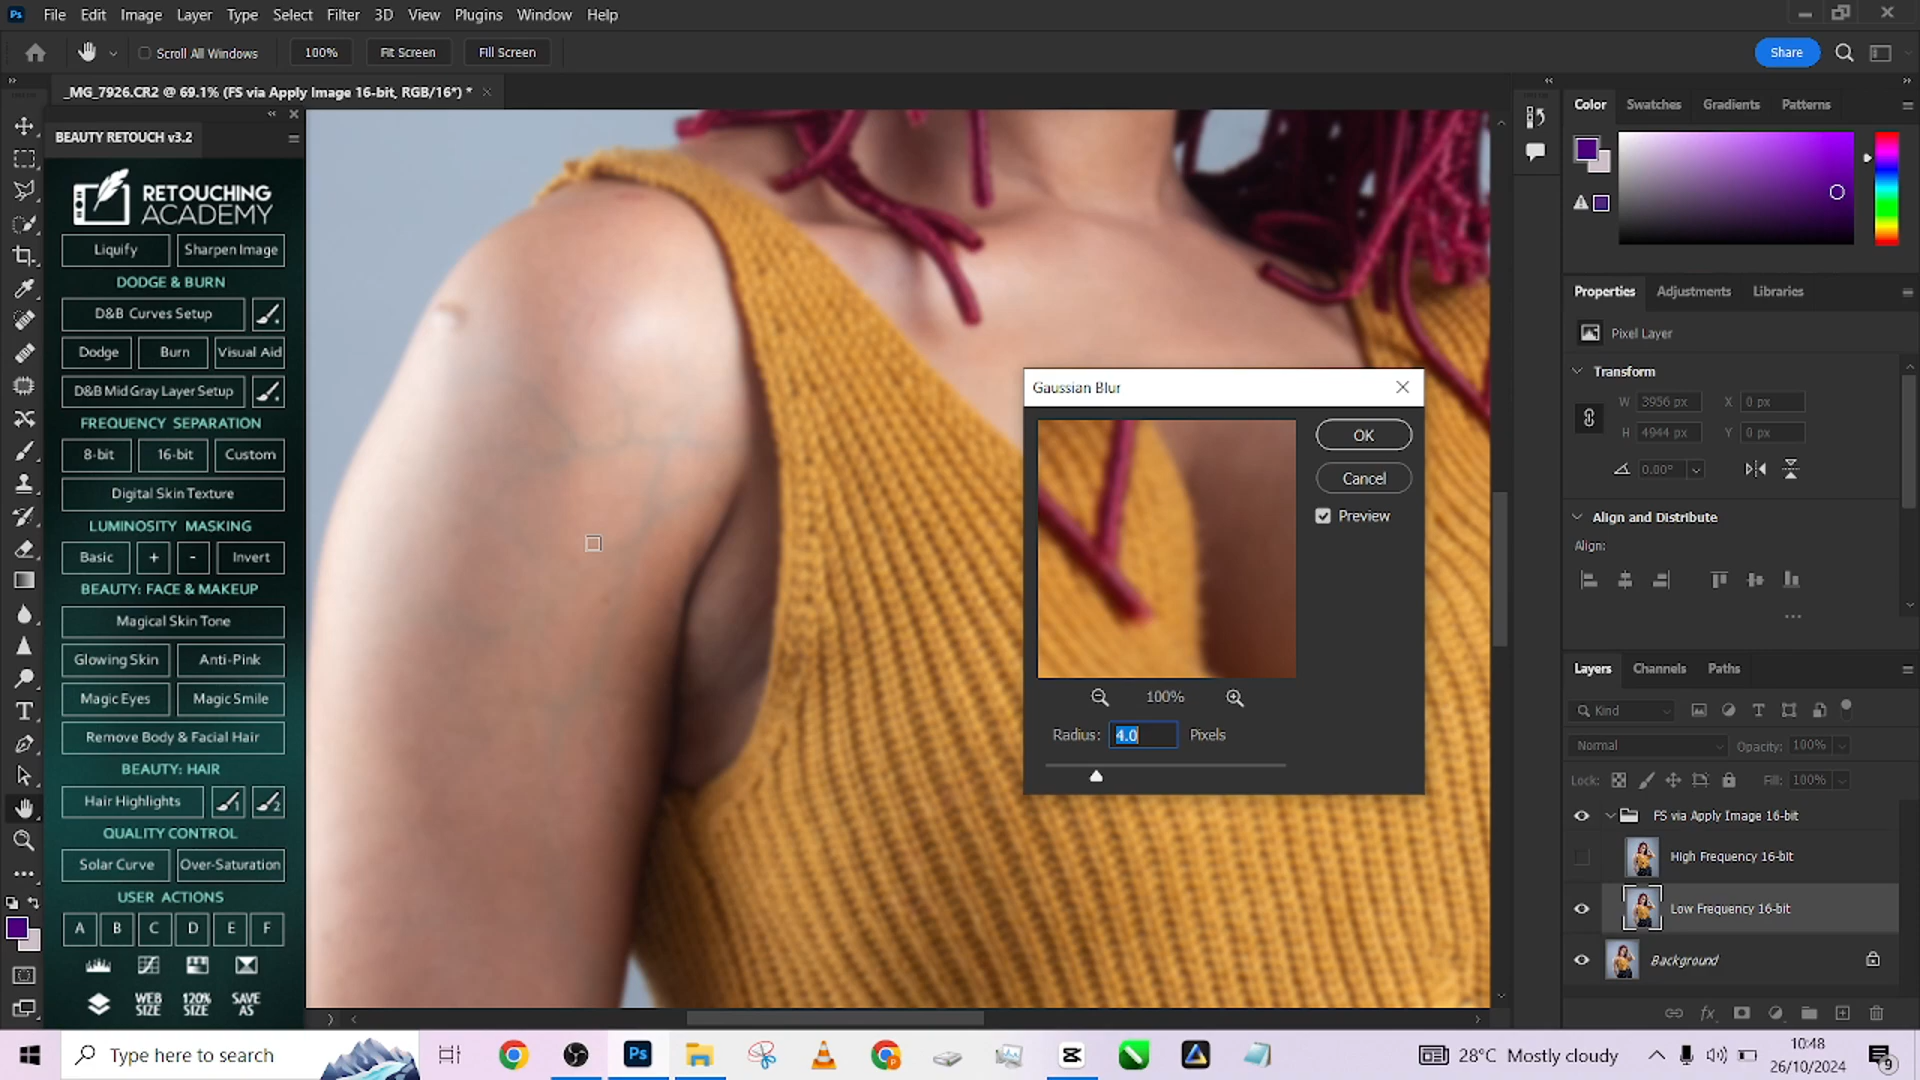 Ps File Edit Image Layer Type Select Filter 3D View Plugins Window Help
Scroll All Windows 100% Fit Screen Fill Screen Share
_MG_7926.CR2 @ 69.1% (FS via Apply Image 16-bit, RGB/16*) *
BEAUTY RETOUCH v3.2
RETOUCHING
ACADEMY
Liquify Sharpen Image
DODGE & BURN
D&B Curves Setup
Dodge Burn Visual Aid
D&B Mid Gray Layer Setup
FREQUENCY SEPARATION
8-bit 16-bit Custom
Digital Skin Texture
LUMINOSITY MASKING
Basic + - Invert
BEAUTY: FACE & MAKEUP
Magical Skin Tone
Glowing Skin Anti-Pink
Magic Eyes Magic Smile
Remove Body & Facial Hair
BEAUTY: HAIR
Hair Highlights 1 2
QUALITY CONTROL
Solar Curve Over-Saturation
USER ACTIONS
A B C D E F
WEB SIZE 120% SIZE SAVE AS
Gaussian Blur
OK
Cancel
Preview
100%
Radius: 4.0 Pixels
Color Swatches Gradients Patterns
Properties Adjustments Libraries
Pixel Layer
Transform
W 3956 px X 0 px
H 4944 px Y 0 px
0.00°
Align and Distribute
Align:
Layers Channels Paths
Kind
Normal Opacity: 100%
Lock: Fill: 100%
FS via Apply Image 16-bit
High Frequency 16-bit
Low Frequency 16-bit
Background
Type here to search
Ps
28°C Mostly cloudy
10:48
26/10/2024
9